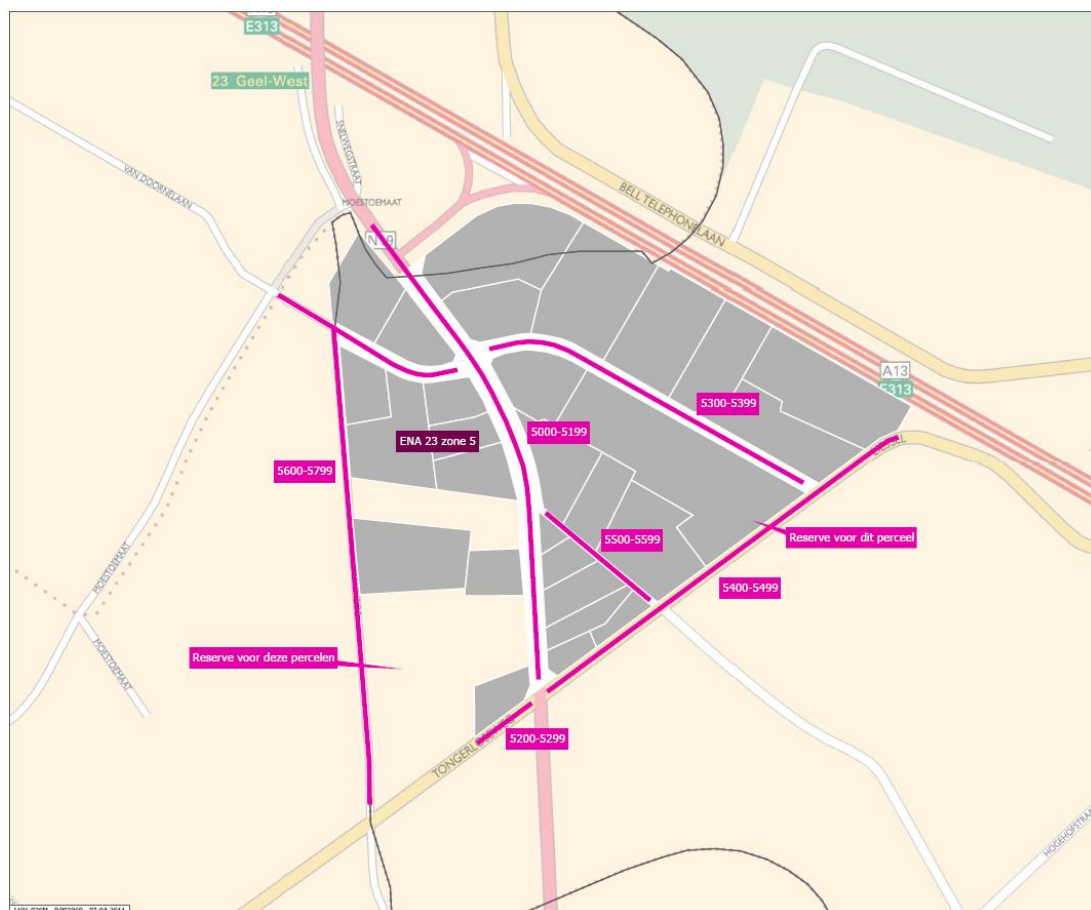 E313
23 Geel-West
SNELWEGSTRAAT
VAN DOORNELAAN
MOESTOEMAAT
N19
BELL TELEPHONELAAN
A13
E313
5300-5399
5000-5199
ENA 23 zone 5
5600-5799
5500-5599
Reserve voor dit perceel
5400-5499
MOESTOEMAAT
MOESTOEMAAT
Reserve voor deze percelen
5200-5299
HOGEHOFSTRAAT